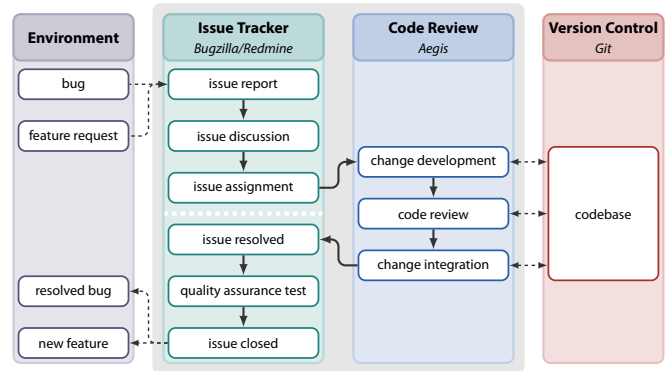 Environment
Issue Tracker
Bugzilla/Redmine
Code Review
Aegis
Version Control
Git
bug
feature request
resolved bug
new feature
issue report
issue discussion
issue assignment
issue resolved
quality assurance test
issue closed
change development
code review
change integration
codebase